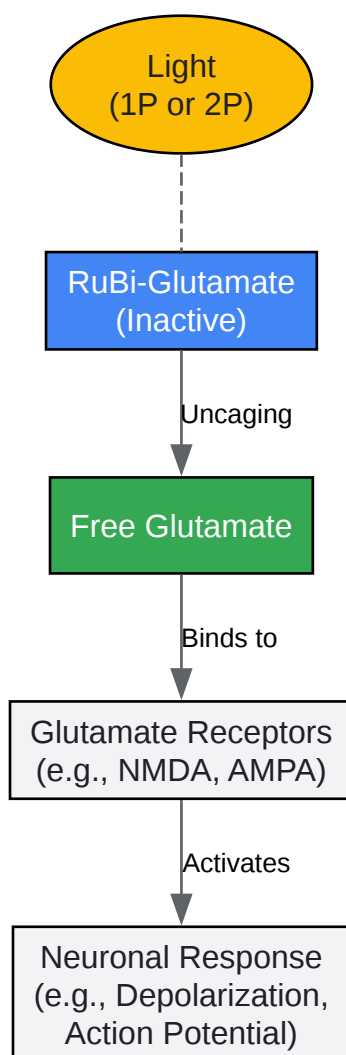 Light
(1P or 2P)
RuBi-Glutamate
(Inactive)
Uncaging
Free Glutamate
Binds to
Glutamate Receptors
(e.g., NMDA, AMPA)
Activates
Neuronal Response
(e.g., Depolarization,
Action Potential)